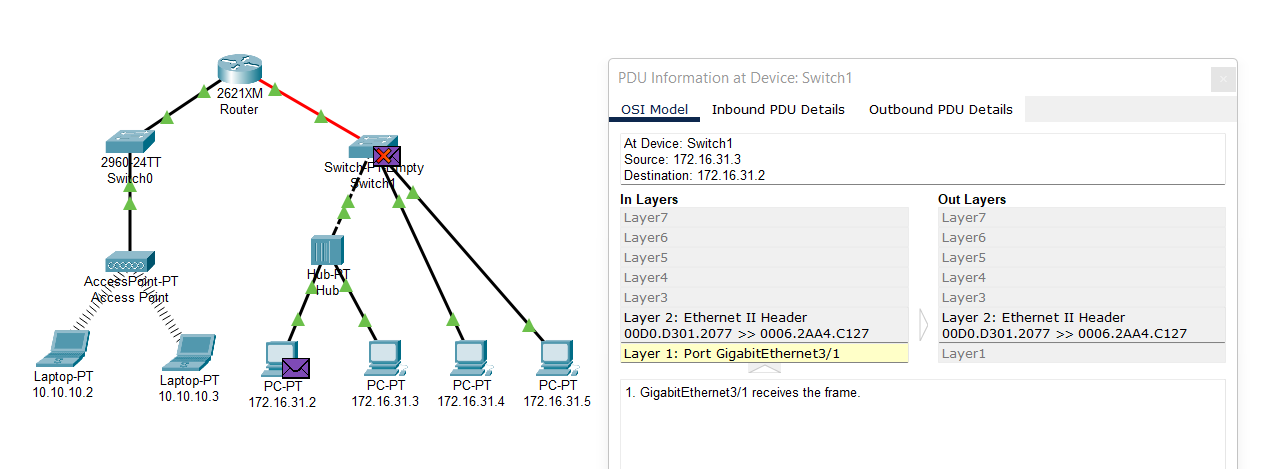 2621XM
Router
2960-24TT
Switch0
Switch1
AccessPoint-PT
Access Point
Hub-PT
Hub
Laptop-PT
10.10.10.2
Laptop-PT
10.10.10.3
PC-PT
172.16.31.2
PC-PT
172.16.31.3
PC-PT
172.16.31.4
PC-PT
172.16.31.5
PDU Information at Device: Switch1
OSI Model Inbound PDU Details Outbound PDU Details
At Device: Switch1
Source: 172.16.31.3
Destination: 172.16.31.2
In Layers
Layer7
Layer6
Layer5
Layer4
Layer3
Layer 2: Ethernet II Header
00D0.D301.2077 >> 0006.2AA4.C127
Layer 1: Port GigabitEthernet3/1
Out Layers
Layer7
Layer6
Layer5
Layer4
Layer3
Layer 2: Ethernet II Header
00D0.D301.2077 >> 0006.2AA4.C127
Layer1
1. GigabitEthernet3/1 receives the frame.